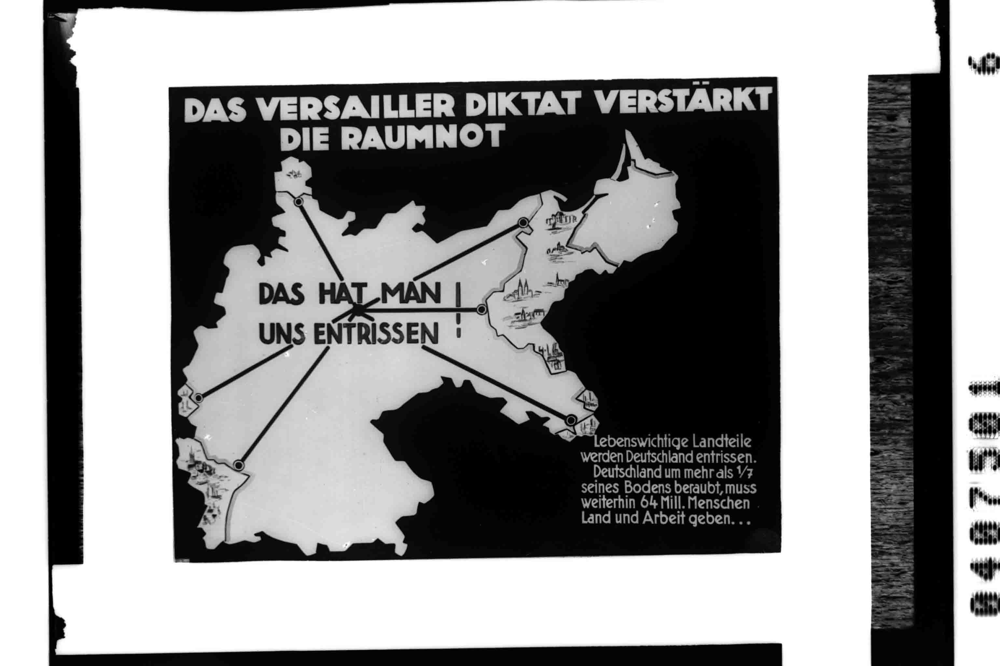 DAS VERSAILLER DIKTAT VERSTÄRKT
DIE RAUMNOT
DAS HAT MAN
UNS ENTRISSEN !
Lebenswichtige Landteile
werden Deutschland entrissen.
Deutschland um mehr als 1/7
seines Bodens beraubt, muss
weiterhin 64 Mill. Menschen
Land und Arbeit geben...